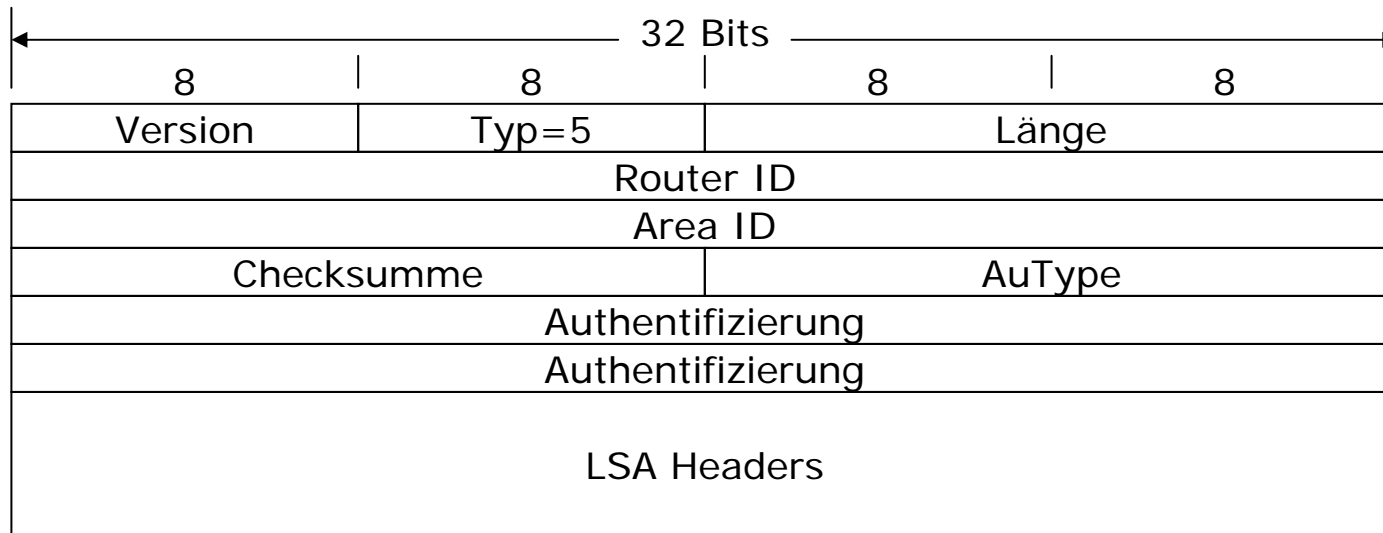 32 Bits
8 8 8 8
Version Typ=5 Länge
Router ID
Area ID
Checksumme AuType
Authentifizierung
Authentifizierung
LSA Headers